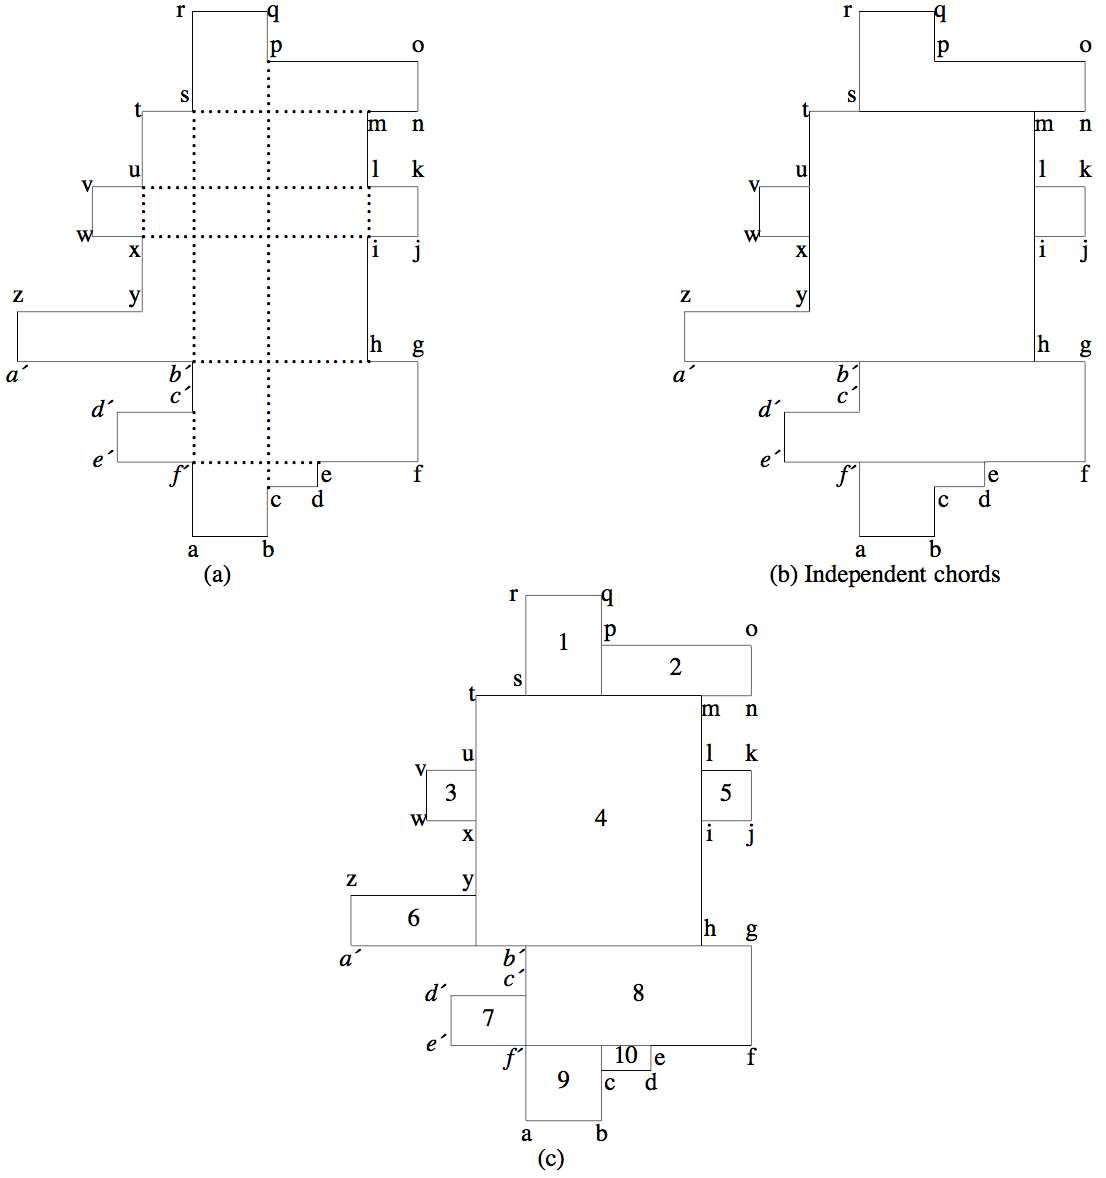 r q r q
p o p o
s s
t m n t m n
u l k u l k
v v
w x i j w x i j
z y z y
h g h g
a´ b´ a´ b´
c´ c´
d´ d´
e´ f´ e f e´ f´ e f
c d c d
a b a b
(a) (b) Independent chords
r q
p o
1
2
s
t m n
u l k
v
3 4 5
w x i j
z y
6
h g
a´ b´
c´
d´ 8
7
e´ f´ 10 e f
9 c d
a b
(c)